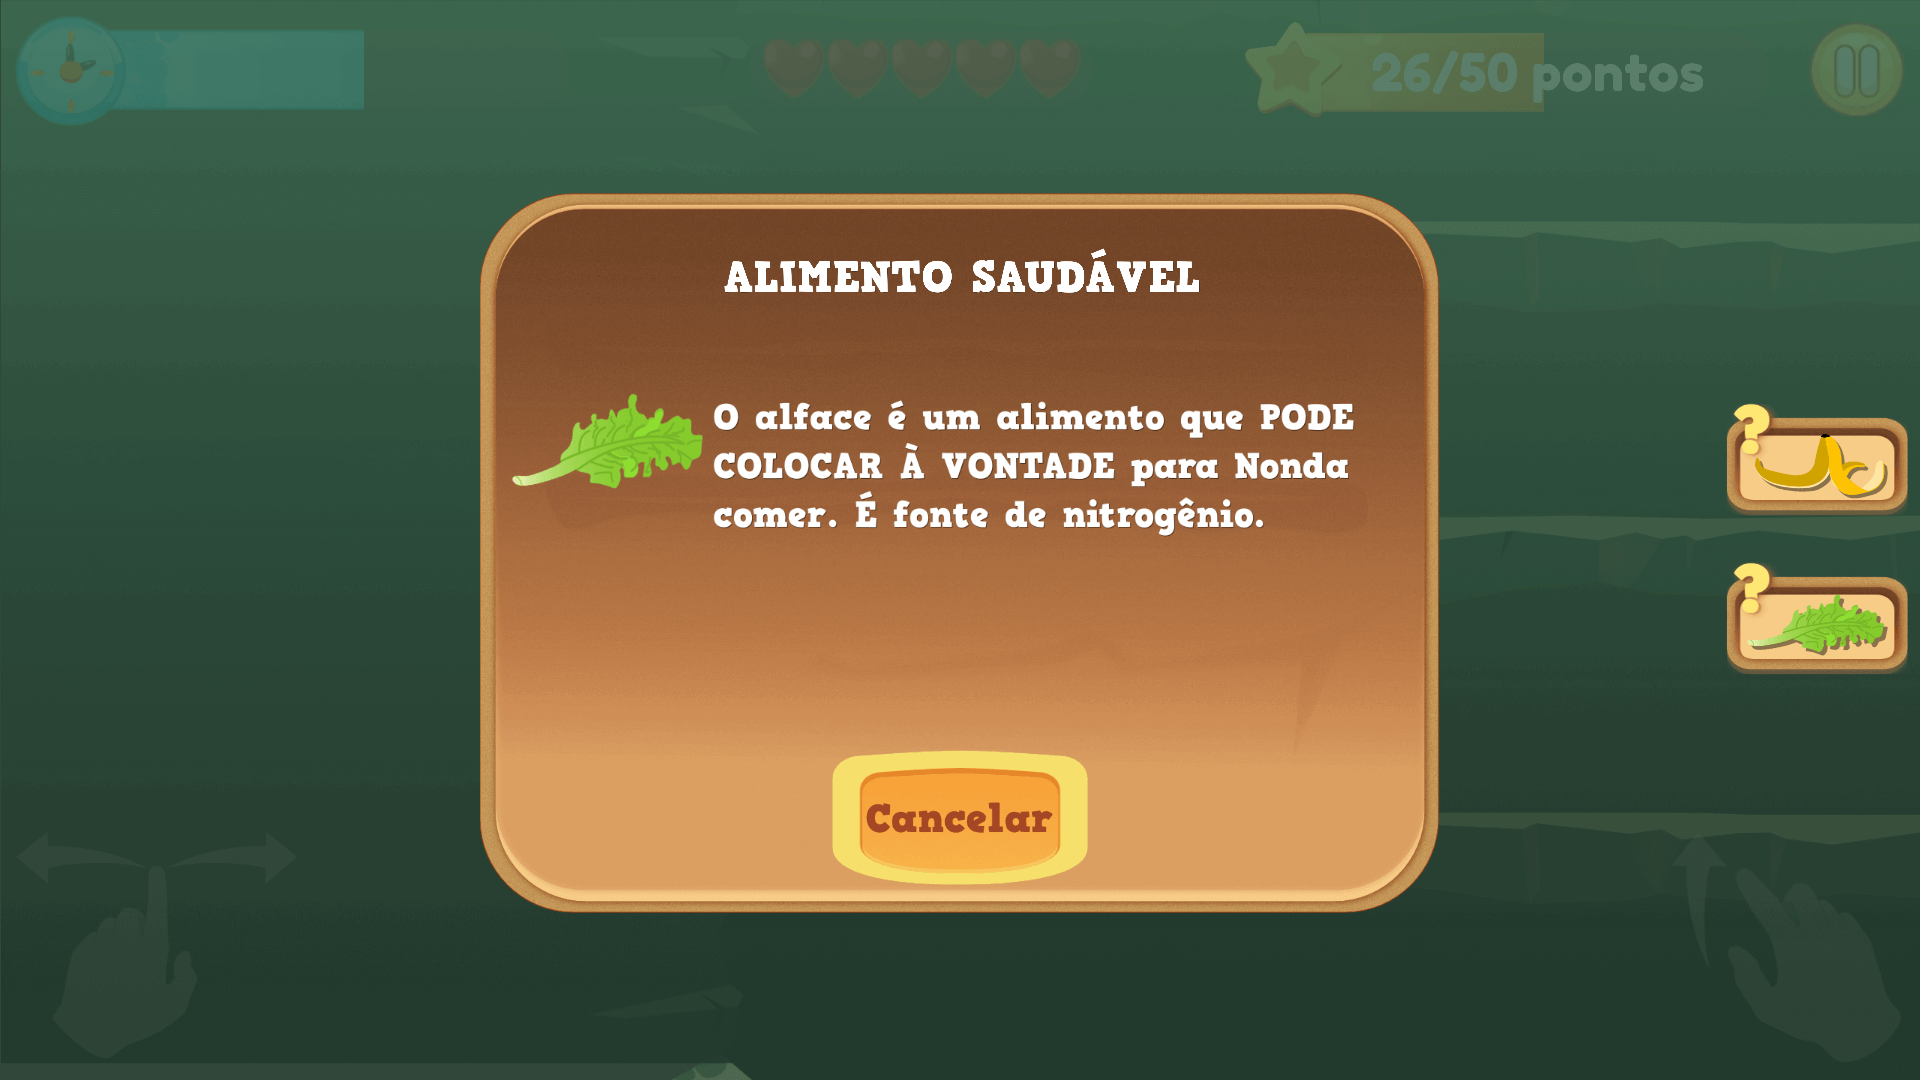 26/50 pontos
ALIMENTO SAUDÁVEL
O alface é um alimento que PODE
COLOCAR À VONTADE para Nonda
comer. É fonte de nitrogênio.
?
?
Cancelar